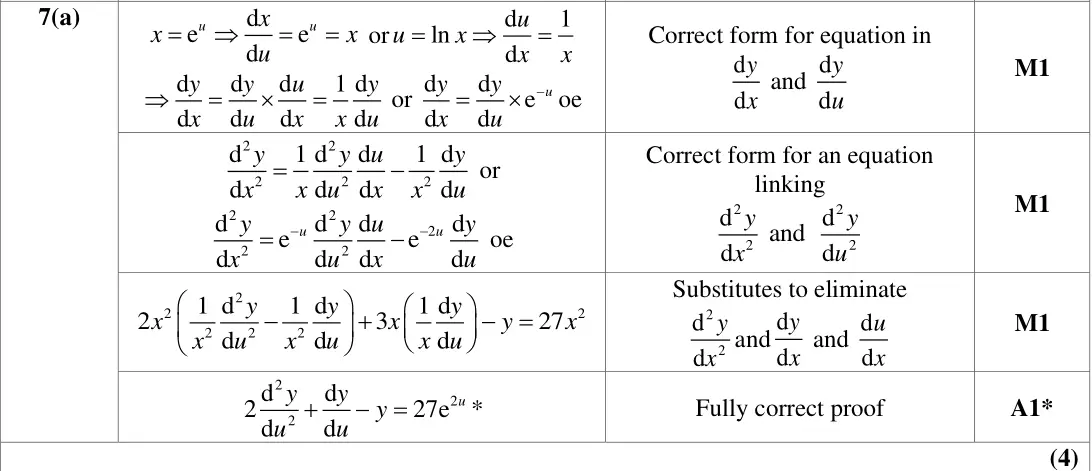 7(a)
x = e^u ⇒ dx/du = e^u = x or u = ln x ⇒ du/dx = 1/x
⇒ dy/dx = dy/du × du/dx = 1/x dy/du or dy/dx = dy/du × e^(−u) oe
Correct form for equation in
dy/dx and dy/du
M1
d²y/dx² = 1/x d²y/du² du/dx − 1/x² dy/du or
d²y/dx² = e^(−u) d²y/du² du/dx − e^(−2u) dy/du oe
Correct form for an equation
linking
d²y/dx² and d²y/du²
M1
2x²(1/x² d²y/du² − 1/x² dy/du) + 3x(1/x dy/du) − y = 27x²
Substitutes to eliminate
d²y/dx² and dy/dx and du/dx
M1
2 d²y/du² + dy/du − y = 27e^(2u) *
Fully correct proof
A1*
(4)